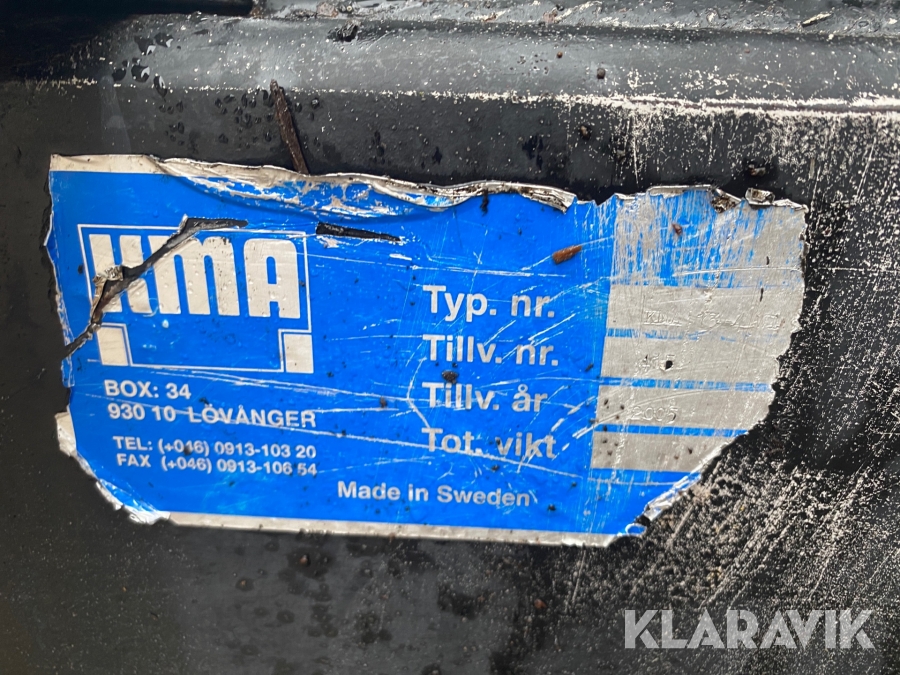 HMA
BOX: 34
930 10 LÖVÅNGER
TEL: (+016) 0913-103 20
FAX (+046) 0913-106 54
Typ. nr.
Tillv. nr.
Tillv. år
Tot. vikt
Made in Sweden
KLARAVIK